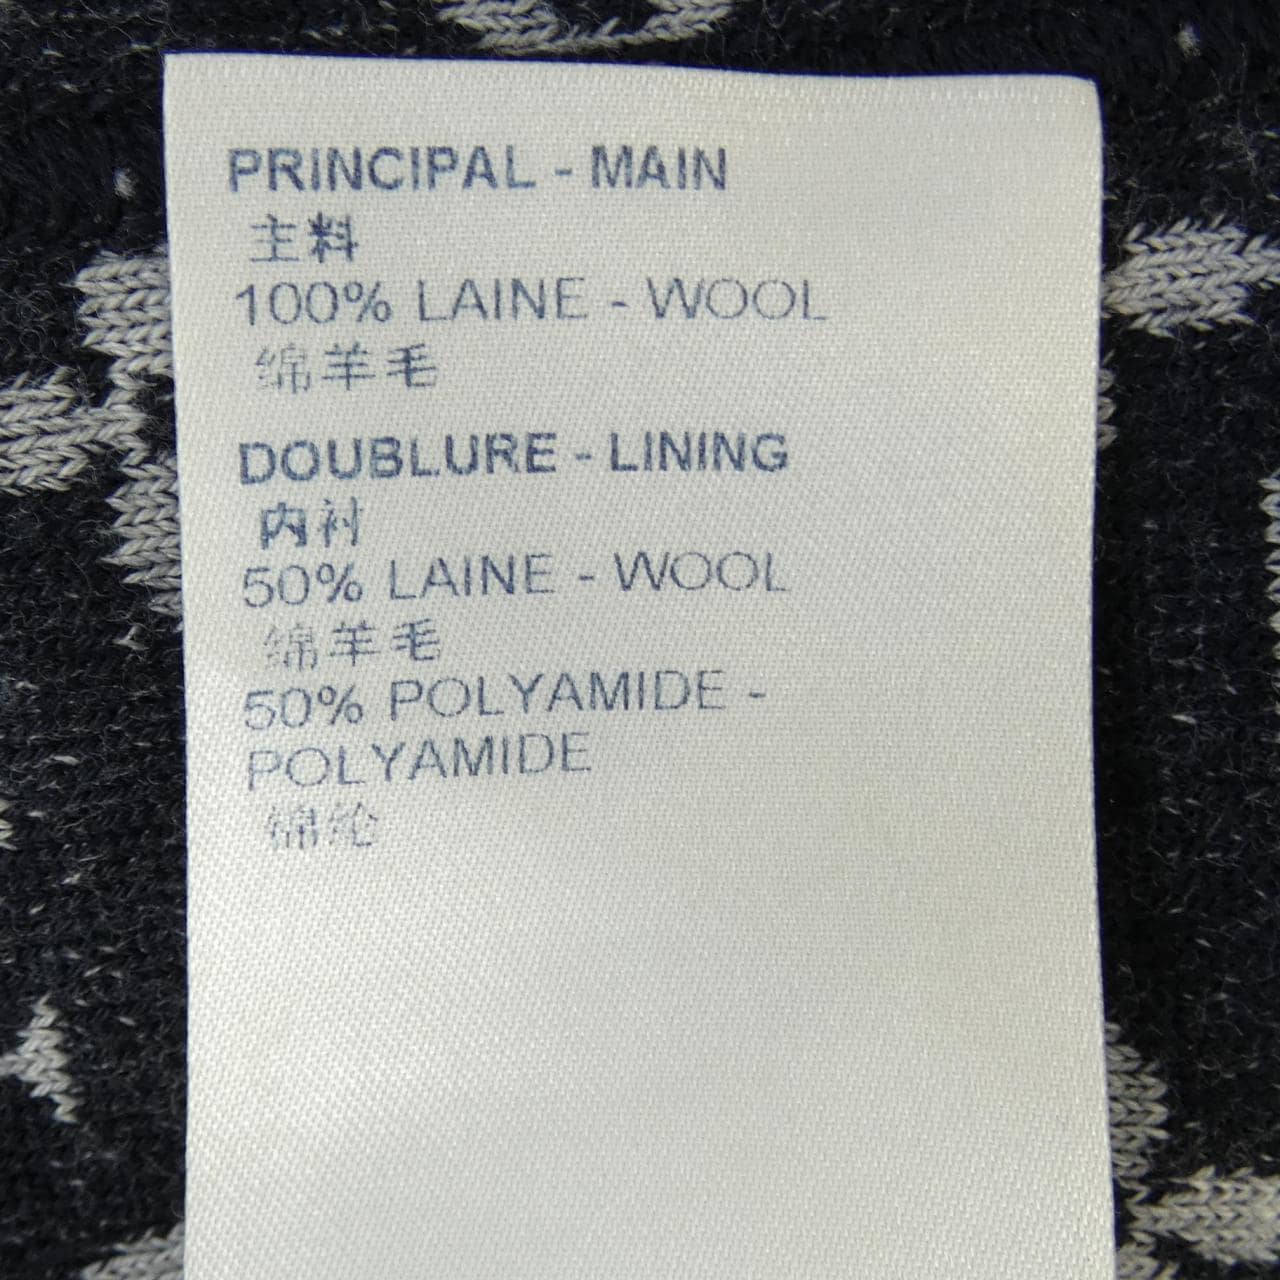 PRINCIPAL - MAIN
主料
100% LAINE - WOOL
绵羊毛
DOUBLURE - LINING
内衬
50% LAINE - WOOL
绵羊毛
50% POLYAMIDE -
POLYAMIDE
锦纶